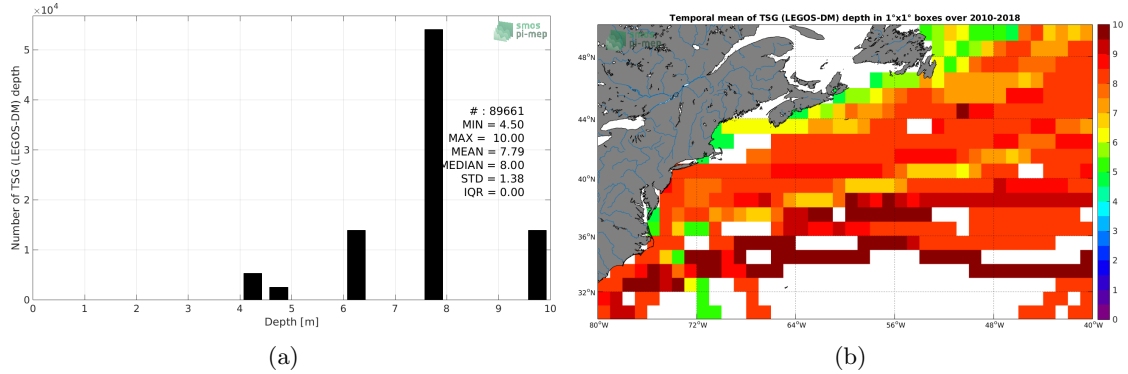 ×10⁴
smos
pi-mep
5
4
3
2
1
0
Number of TSG (LEGOS-DM) depth
# : 89661
MIN = 4.50
MAX = 10.00
MEAN = 7.79
MEDIAN = 8.00
STD = 1.38
IQR = 0.00
0 1 2 3 4 5 6 7 8 9 10
Depth [m]
(a)
Temporal mean of TSG (LEGOS-DM) depth in 1°x1° boxes over 2010-2018
smos
pi-mep
48°N
44°N
40°N
36°N
32°N
80°W 72°W 64°W 56°W 48°W 40°W
10
9
8
7
6
5
4
3
2
1
0
(b)